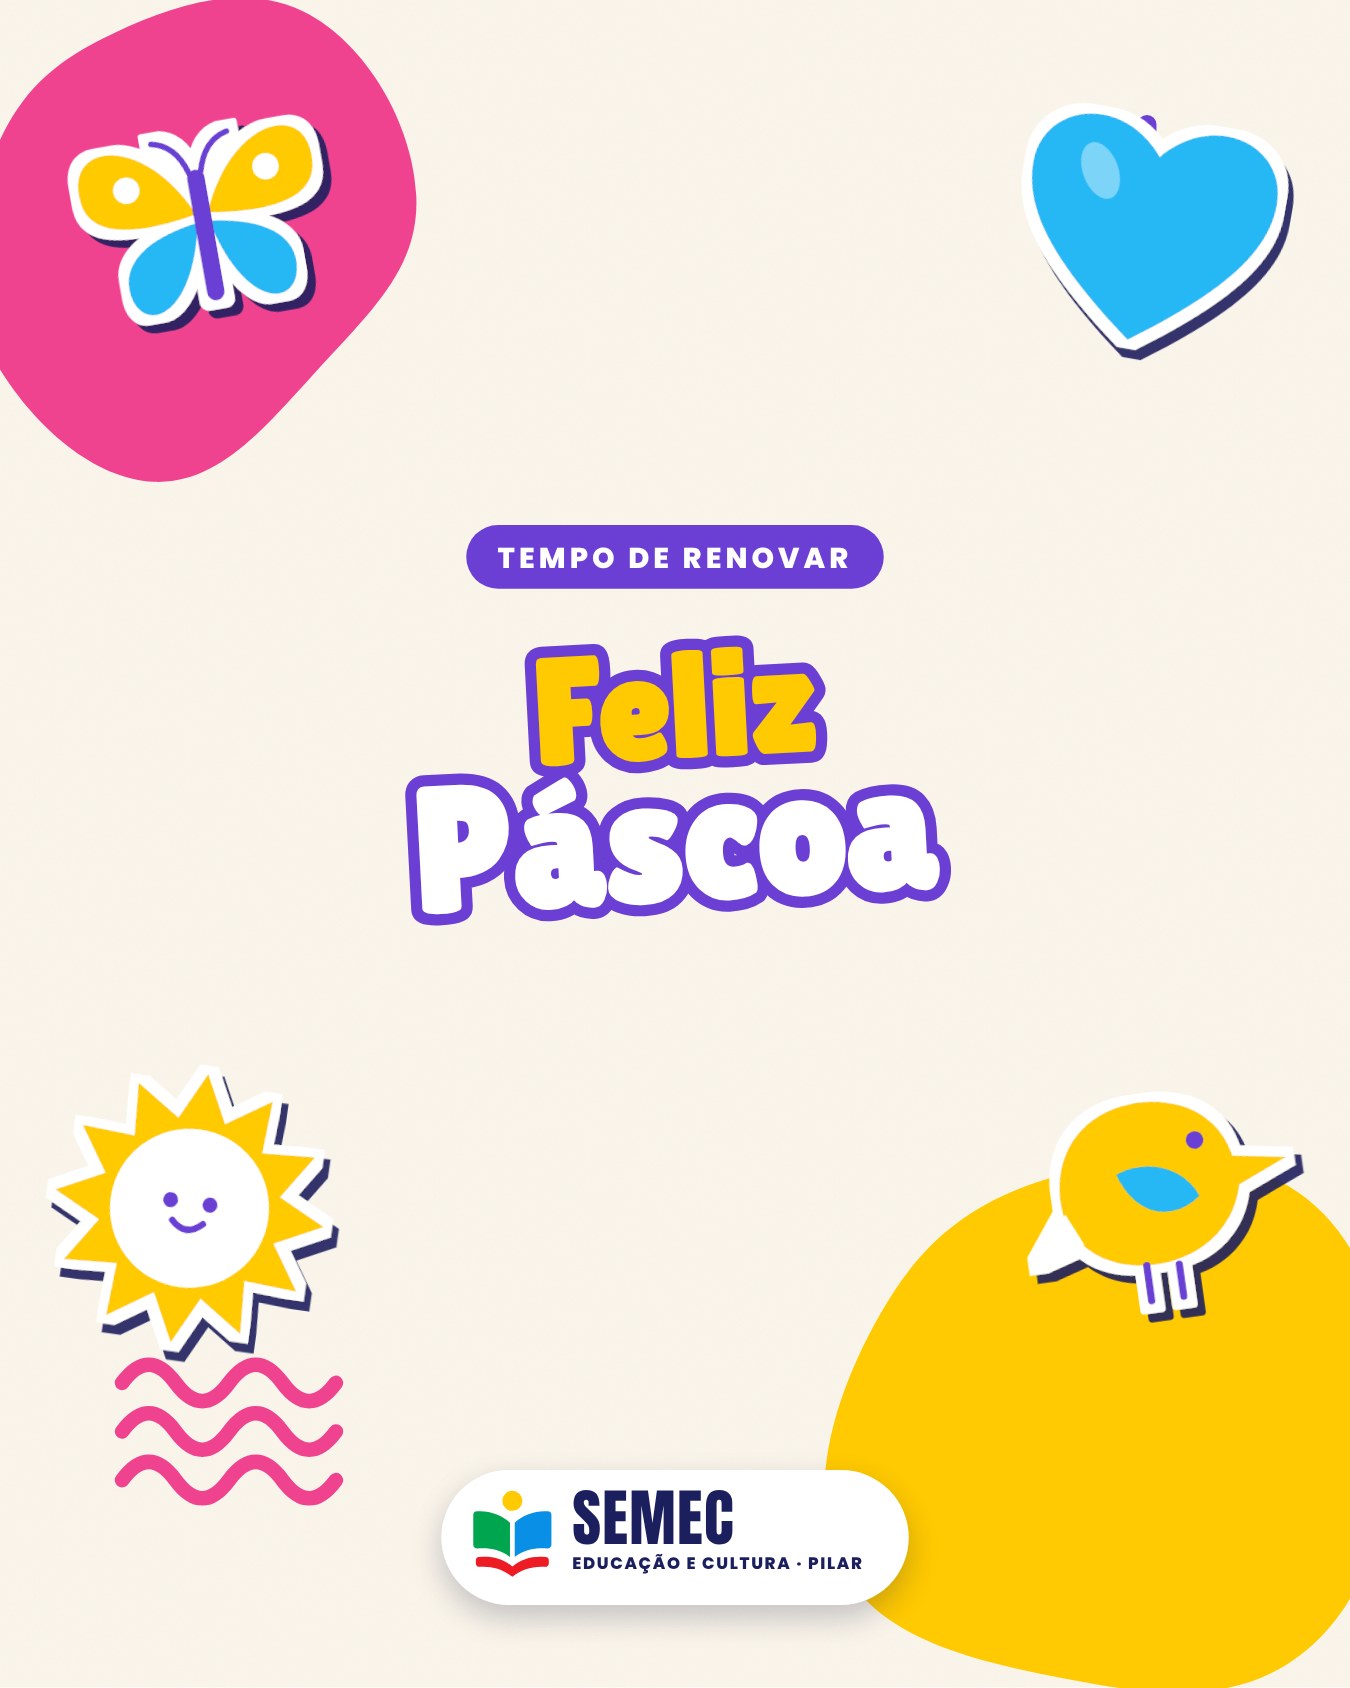 TEMPO DE RENOVAR
Feliz
Páscoa
SEMEC
EDUCAÇÃO E CULTURA · PILAR